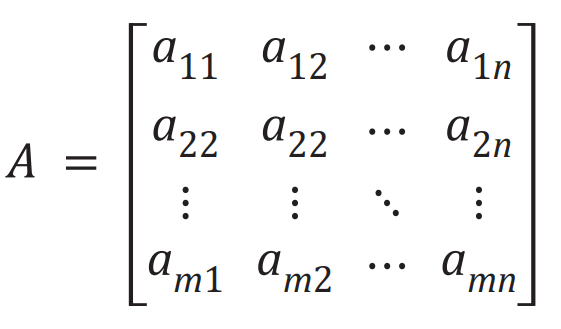 a₁₁ a₁₂ ⋯ a₁ₙ
a₂₂ a₂₂ ⋯ a₂ₙ
A = ⋮ ⋮ ⋱ ⋮
aₘ₁ aₘ₂ ⋯ aₘₙ